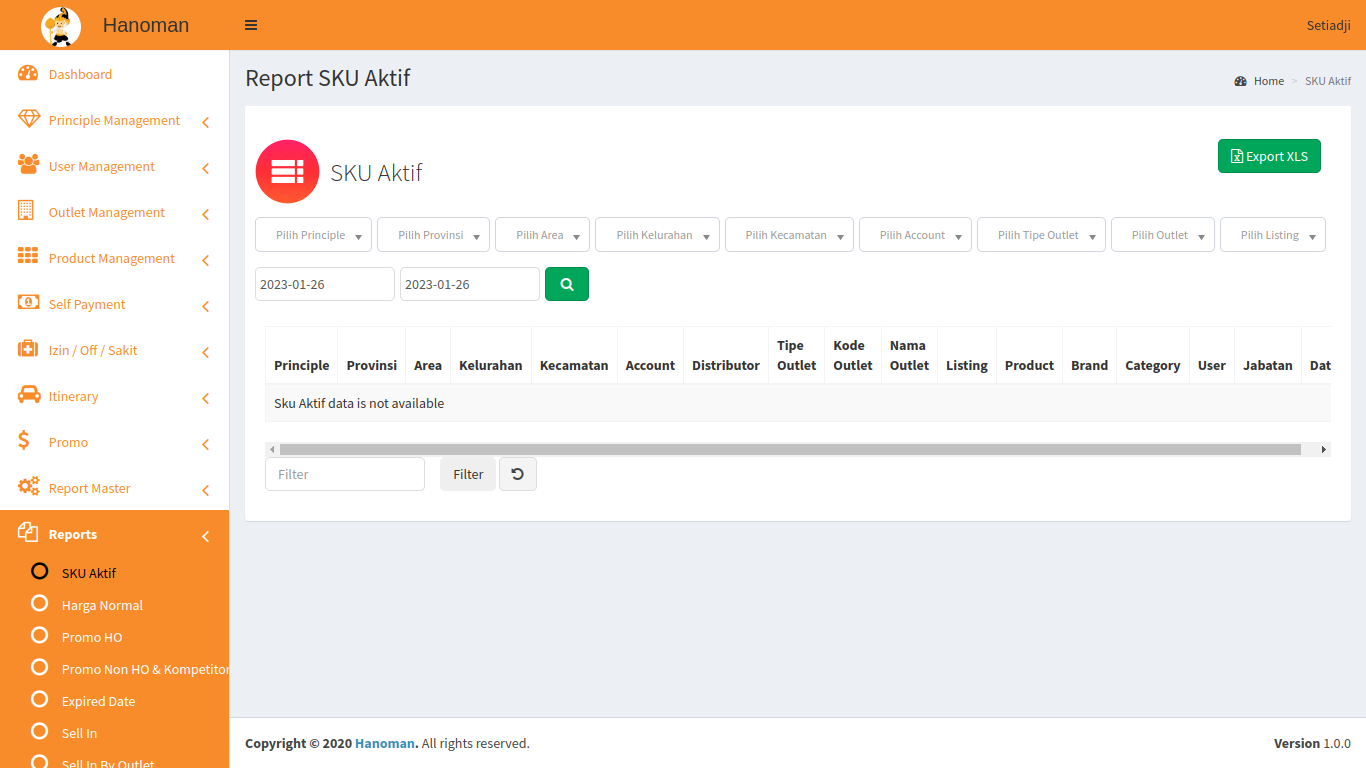 Hanoman
Setiadji
Dashboard
Principle Management
User Management
Outlet Management
Product Management
Self Payment
Izin / Off / Sakit
Itinerary
Promo
Report Master
Reports
SKU Aktif
Harga Normal
Promo HO
Promo Non HO & Kompetitor
Expired Date
Sell In
Sell In By Outlet
Report SKU Aktif
Home > SKU Aktif
SKU Aktif
Export XLS
Pilih Principle Pilih Provinsi Pilih Area Pilih Kelurahan Pilih Kecamatan Pilih Account Pilih Tipe Outlet Pilih Outlet Pilih Listing
2023-01-26 2023-01-26
Principle Provinsi Area Kelurahan Kecamatan Account Distributor Tipe Outlet Kode Outlet Nama Outlet Listing Product Brand Category User Jabatan Dat
Sku Aktif data is not available
Filter Filter
Copyright © 2020 Hanoman. All rights reserved.
Version 1.0.0